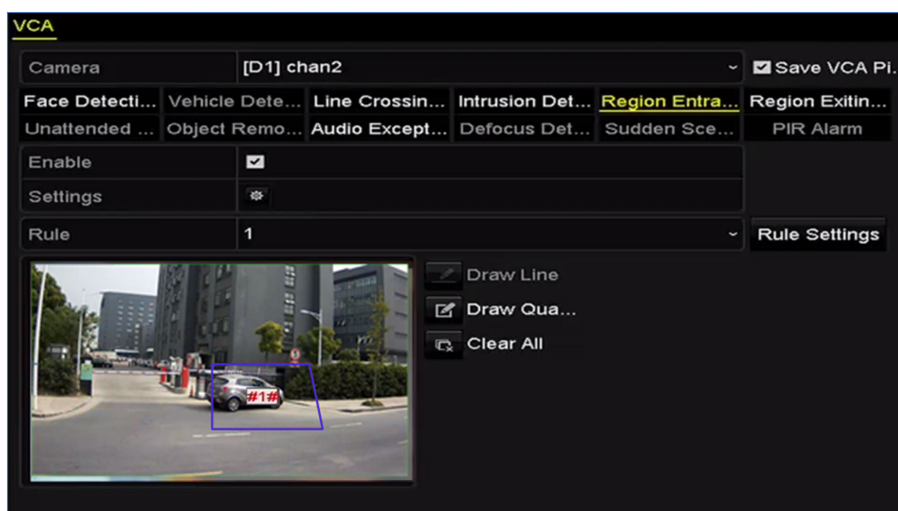 VCA
Camera [D1] chan2 Save VCA Pi.
Face Detecti... Vehicle Dete... Line Crossin... Intrusion Det... Region Entra... Region Exitin...
Unattended ... Object Remo... Audio Except... Defocus Det... Sudden Sce... PIR Alarm
Enable
Settings
Rule 1 Rule Settings
Draw Line
Draw Qua...
Clear All
#1#